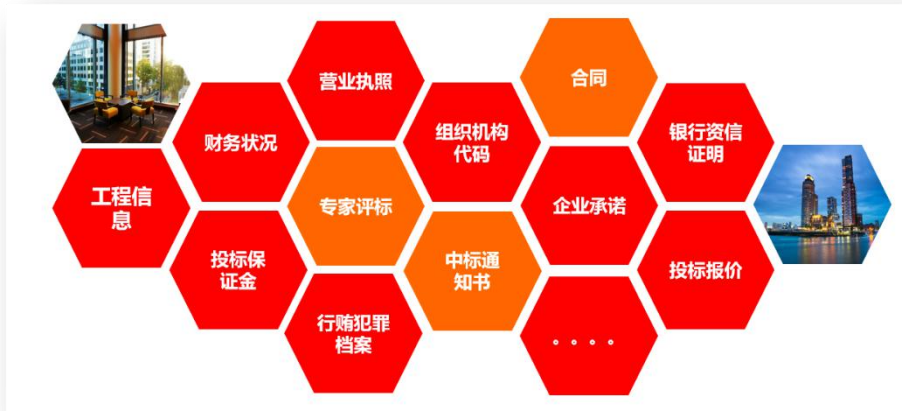 营业执照
合同
财务状况
组织机构
代码
银行资信
证明
工程信
息
专家评标
企业承诺
投标保
证金
中标通
知书
投标报价
行贿犯罪
档案
。。。。